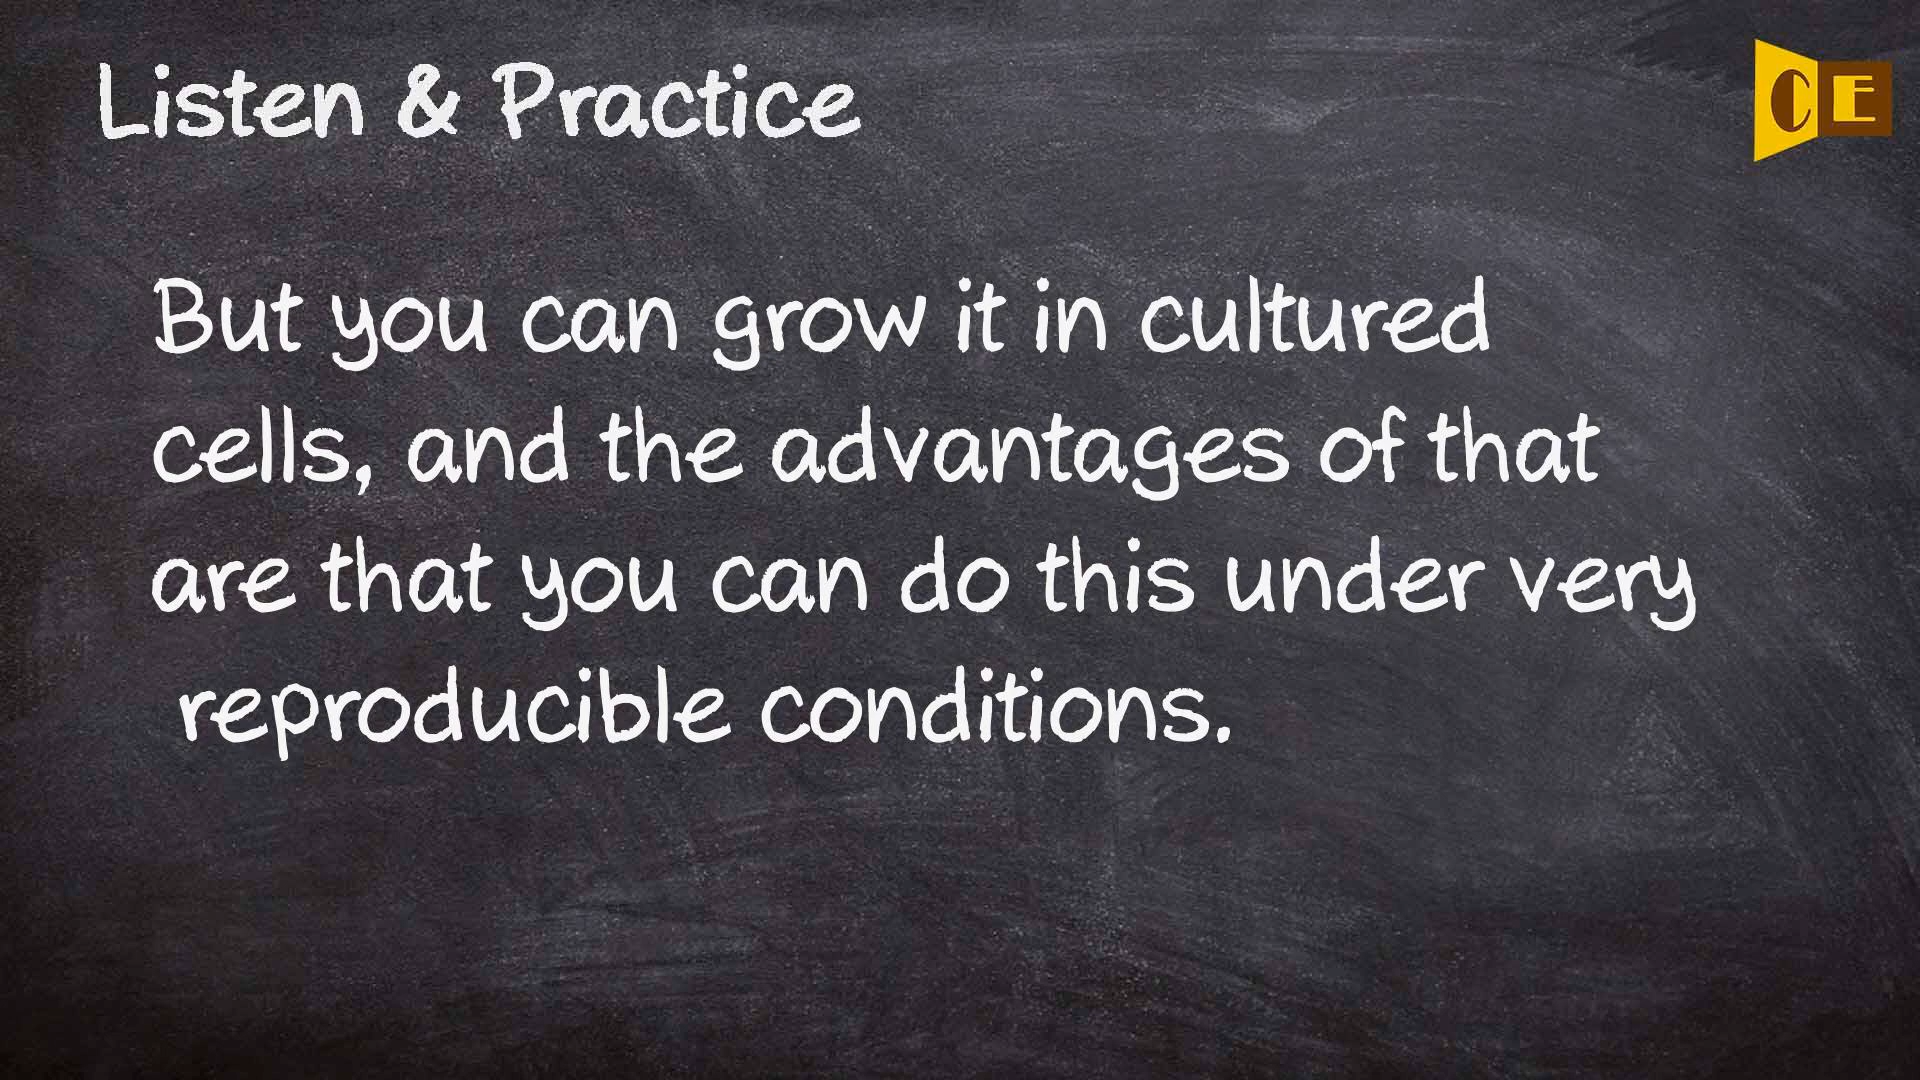 Listen & Practice
CE
But you can grow it in cultured
cells, and the advantages of that
are that you can do this under very
reproducible conditions.